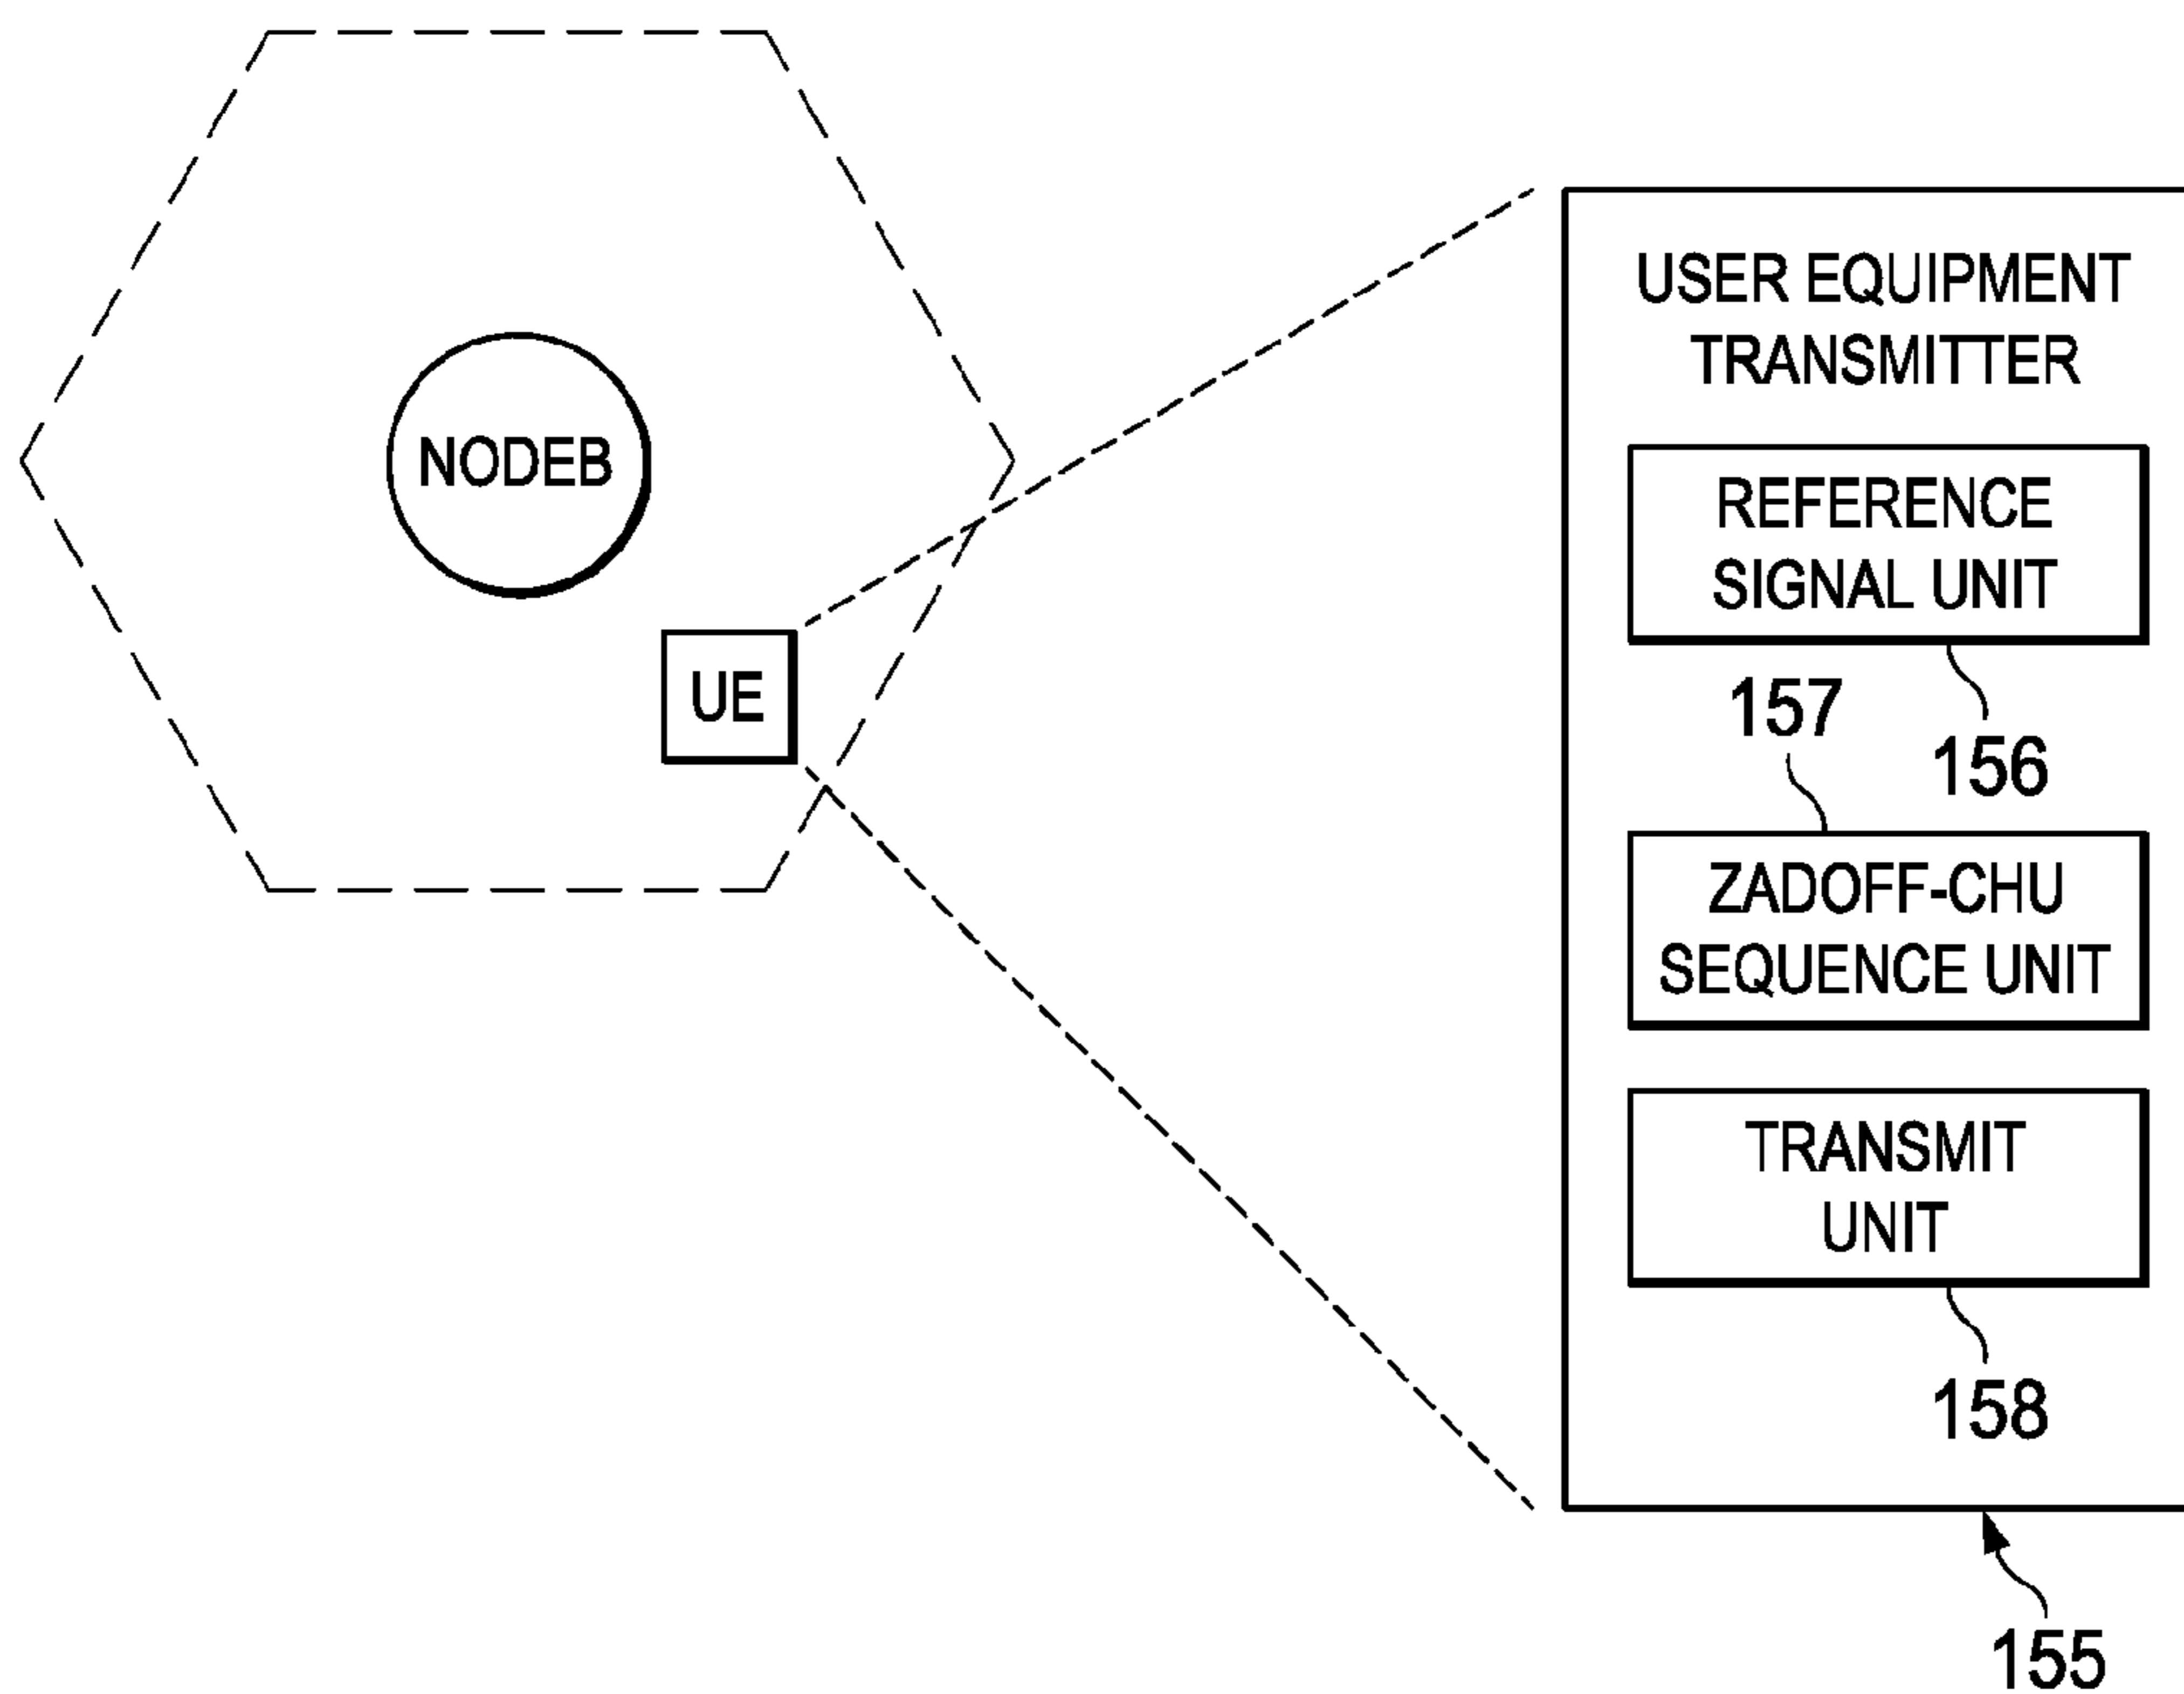 NODEB
UE
USER EQUIPMENT
TRANSMITTER
REFERENCE
SIGNAL UNIT
157
156
ZADOFF-CHU
SEQUENCE UNIT
TRANSMIT
UNIT
158
155